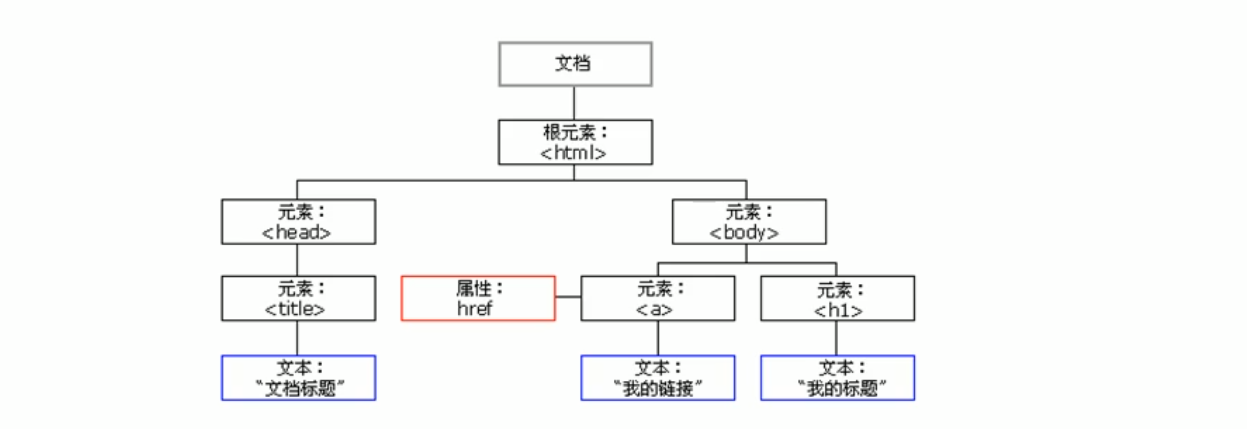 文档
根元素：
<html>
元素：
<head>
元素：
<body>
元素：
<title>
属性：
href
元素：
<a>
元素：
<h1>
文本：
“文档标题”
文本：
“我的链接”
文本：
“我的标题”